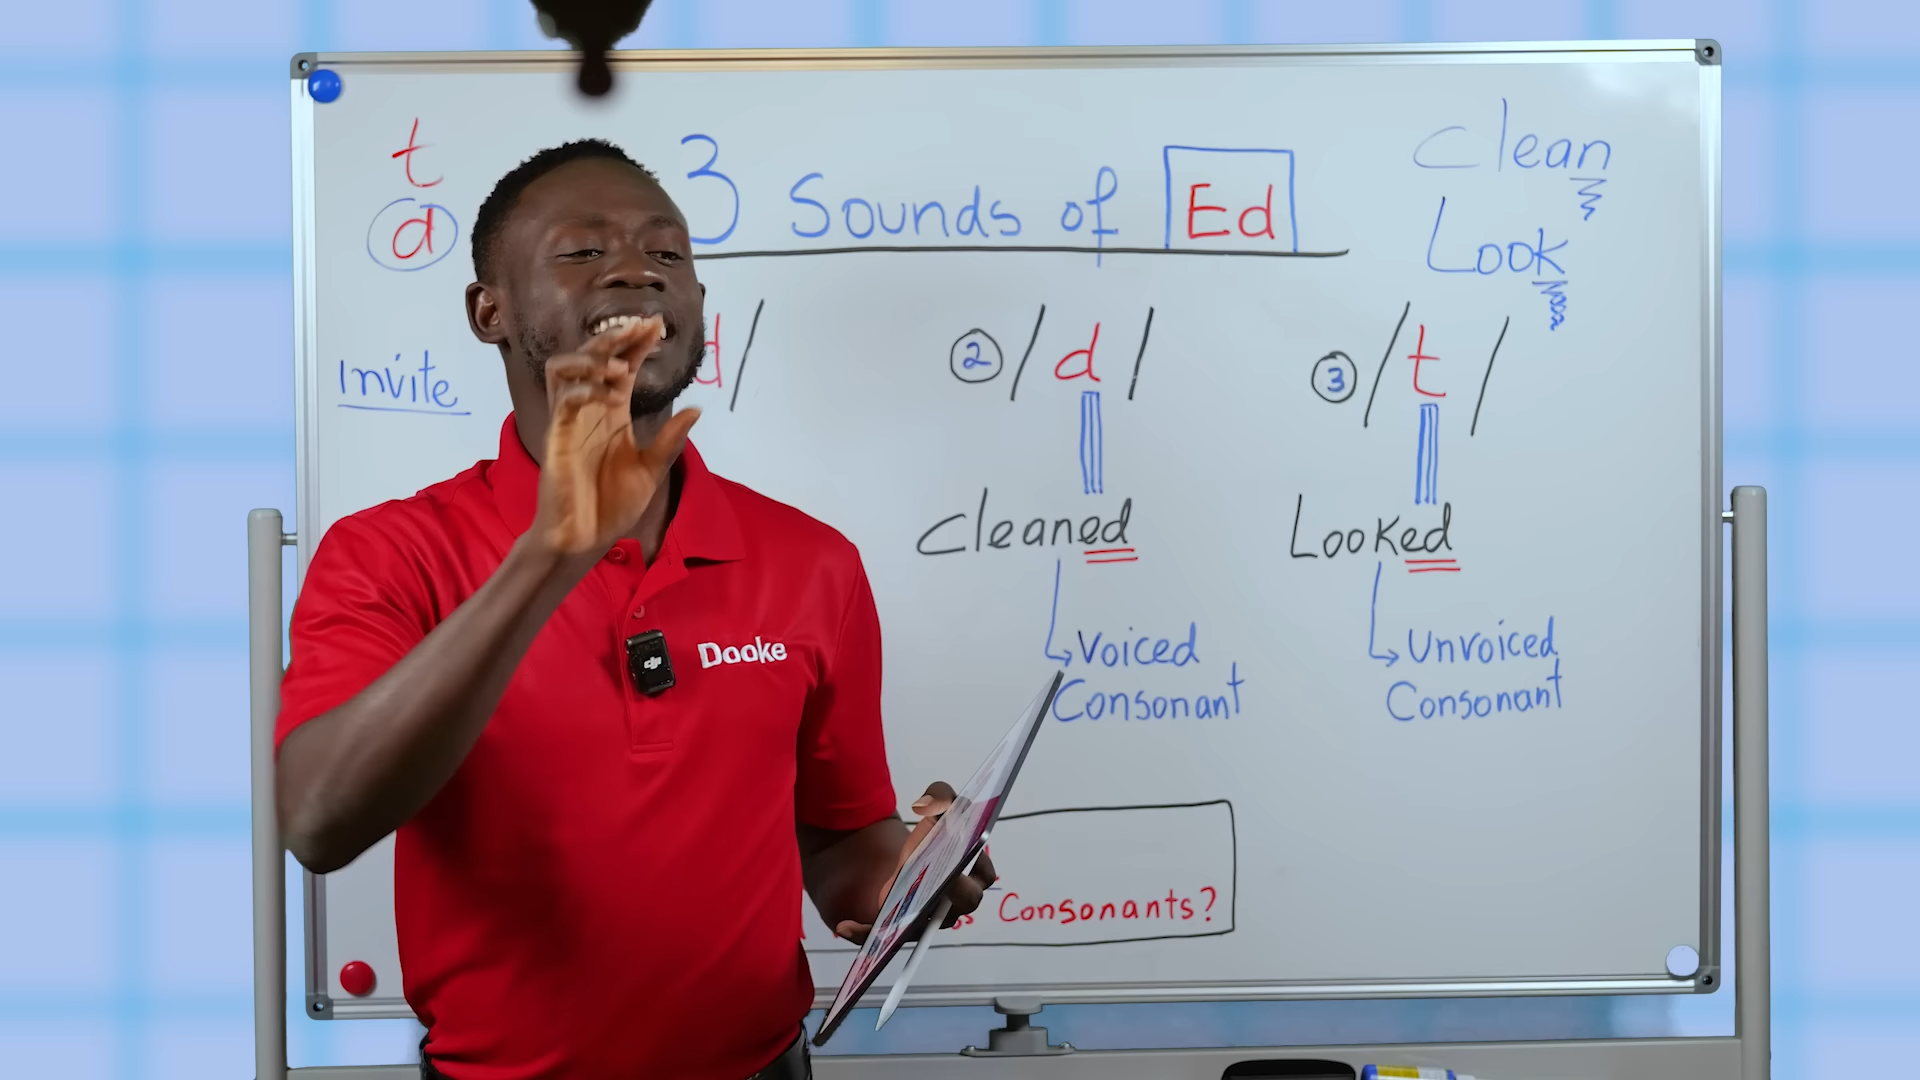 t
d
3 Sounds of Ed
Clean
Look
Invite
d/
2 /d/
3 /t/
Cleaned
Looked
Voiced
Consonant
Unvoiced
Consonant
Dooke
Consonants?